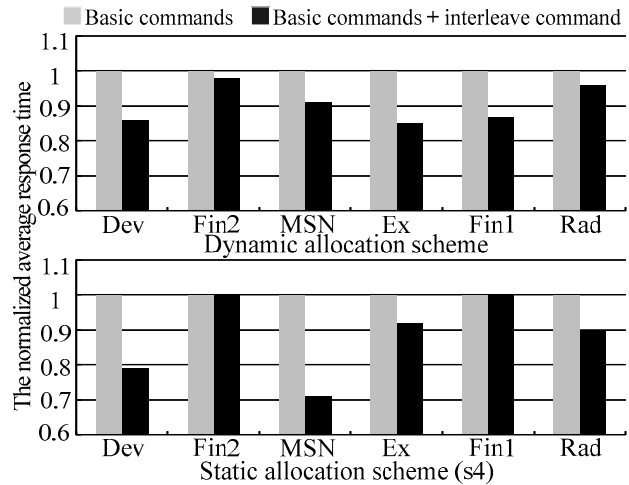 Basic commands Basic commands + interleave command
The normalized average response time
1.1
1
0.9
0.8
0.7
0.6
Dev Fin2 MSN Ex Fin1 Rad
Dynamic allocation scheme
1.1
1
0.9
0.8
0.7
0.6
Dev Fin2 MSN Ex Fin1 Rad
Static allocation scheme (s4)